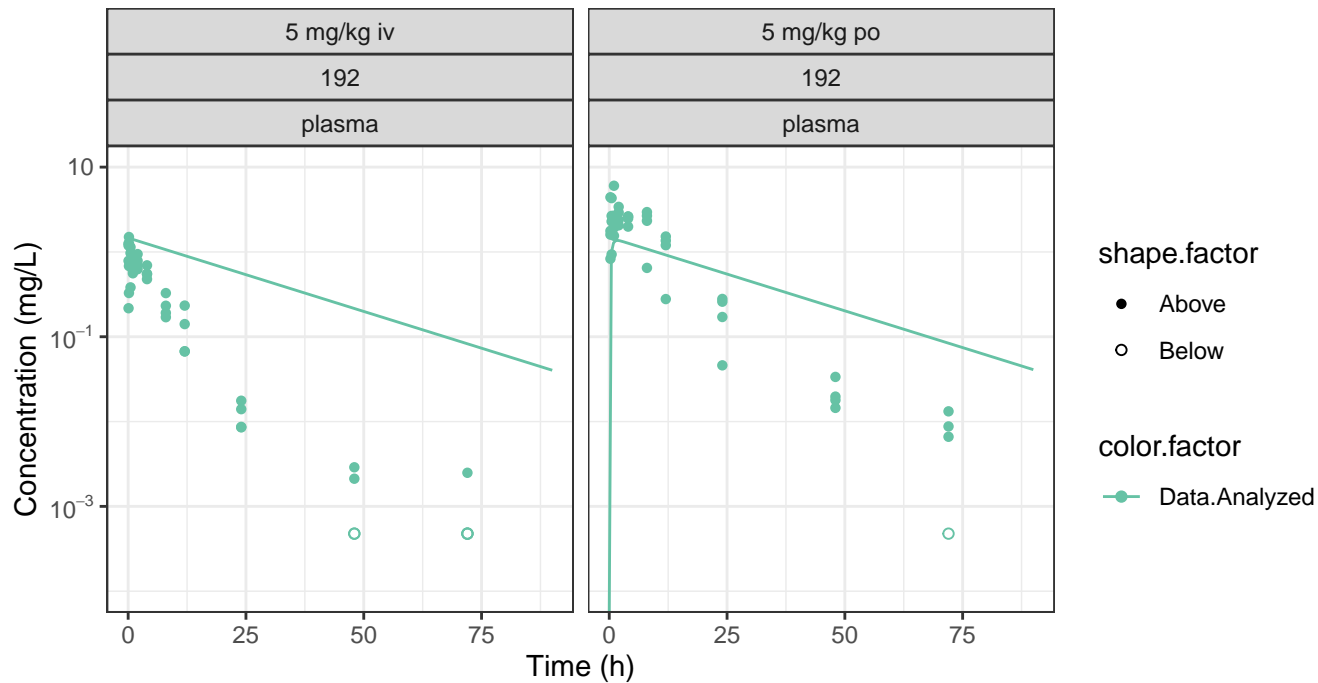 5 mg/kg iv
5 mg/kg po
192
192
plasma
plasma
10
10⁻¹
10⁻³
Concentration (mg/L)
0
25
50
75
0
25
50
75
Time (h)
shape.factor
Above
Below
color.factor
Data.Analyzed